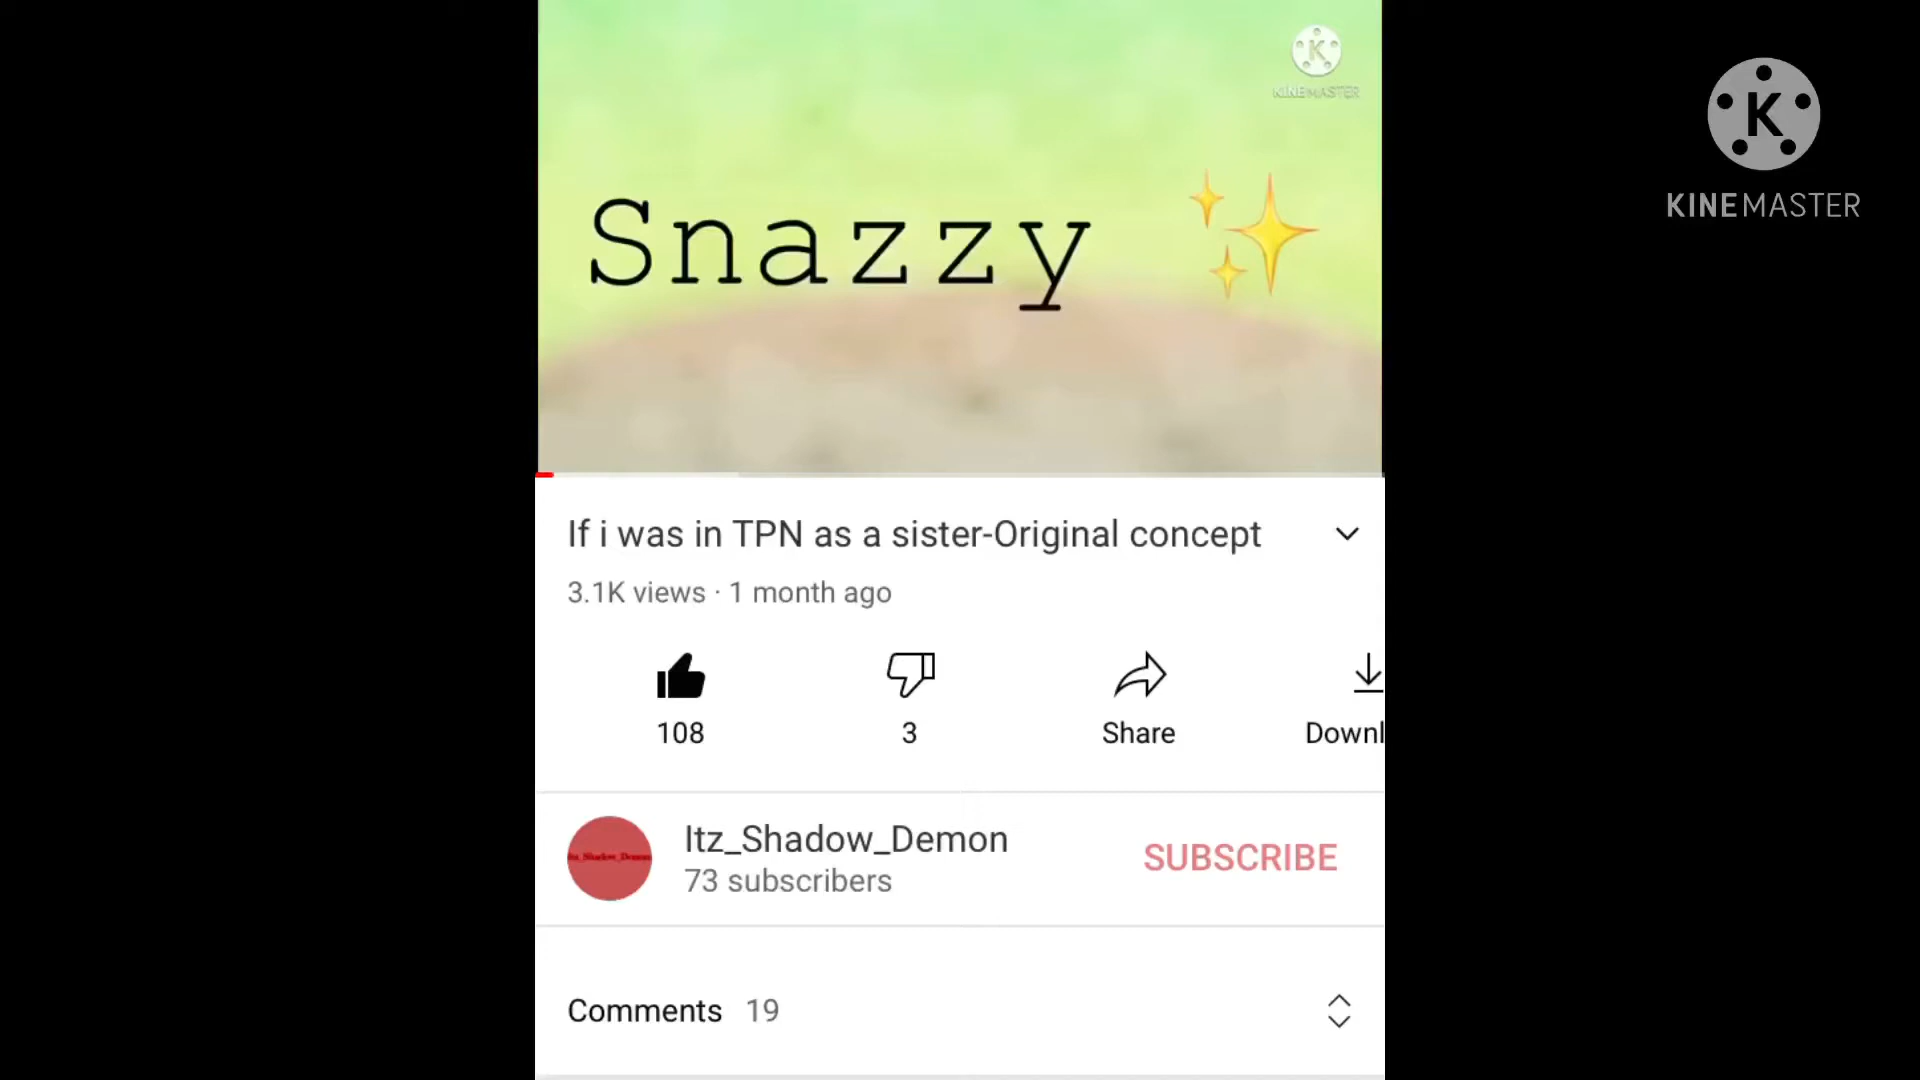 KINEMASTER
Snazzy ✨
KINEMASTER
If i was in TPN as a sister-Original concept
3.1K views · 1 month ago
108
3
Share
Downl
Itz_Shadow_Demon
Itz_Shadow_Demon
73 subscribers
SUBSCRIBE
Comments 19